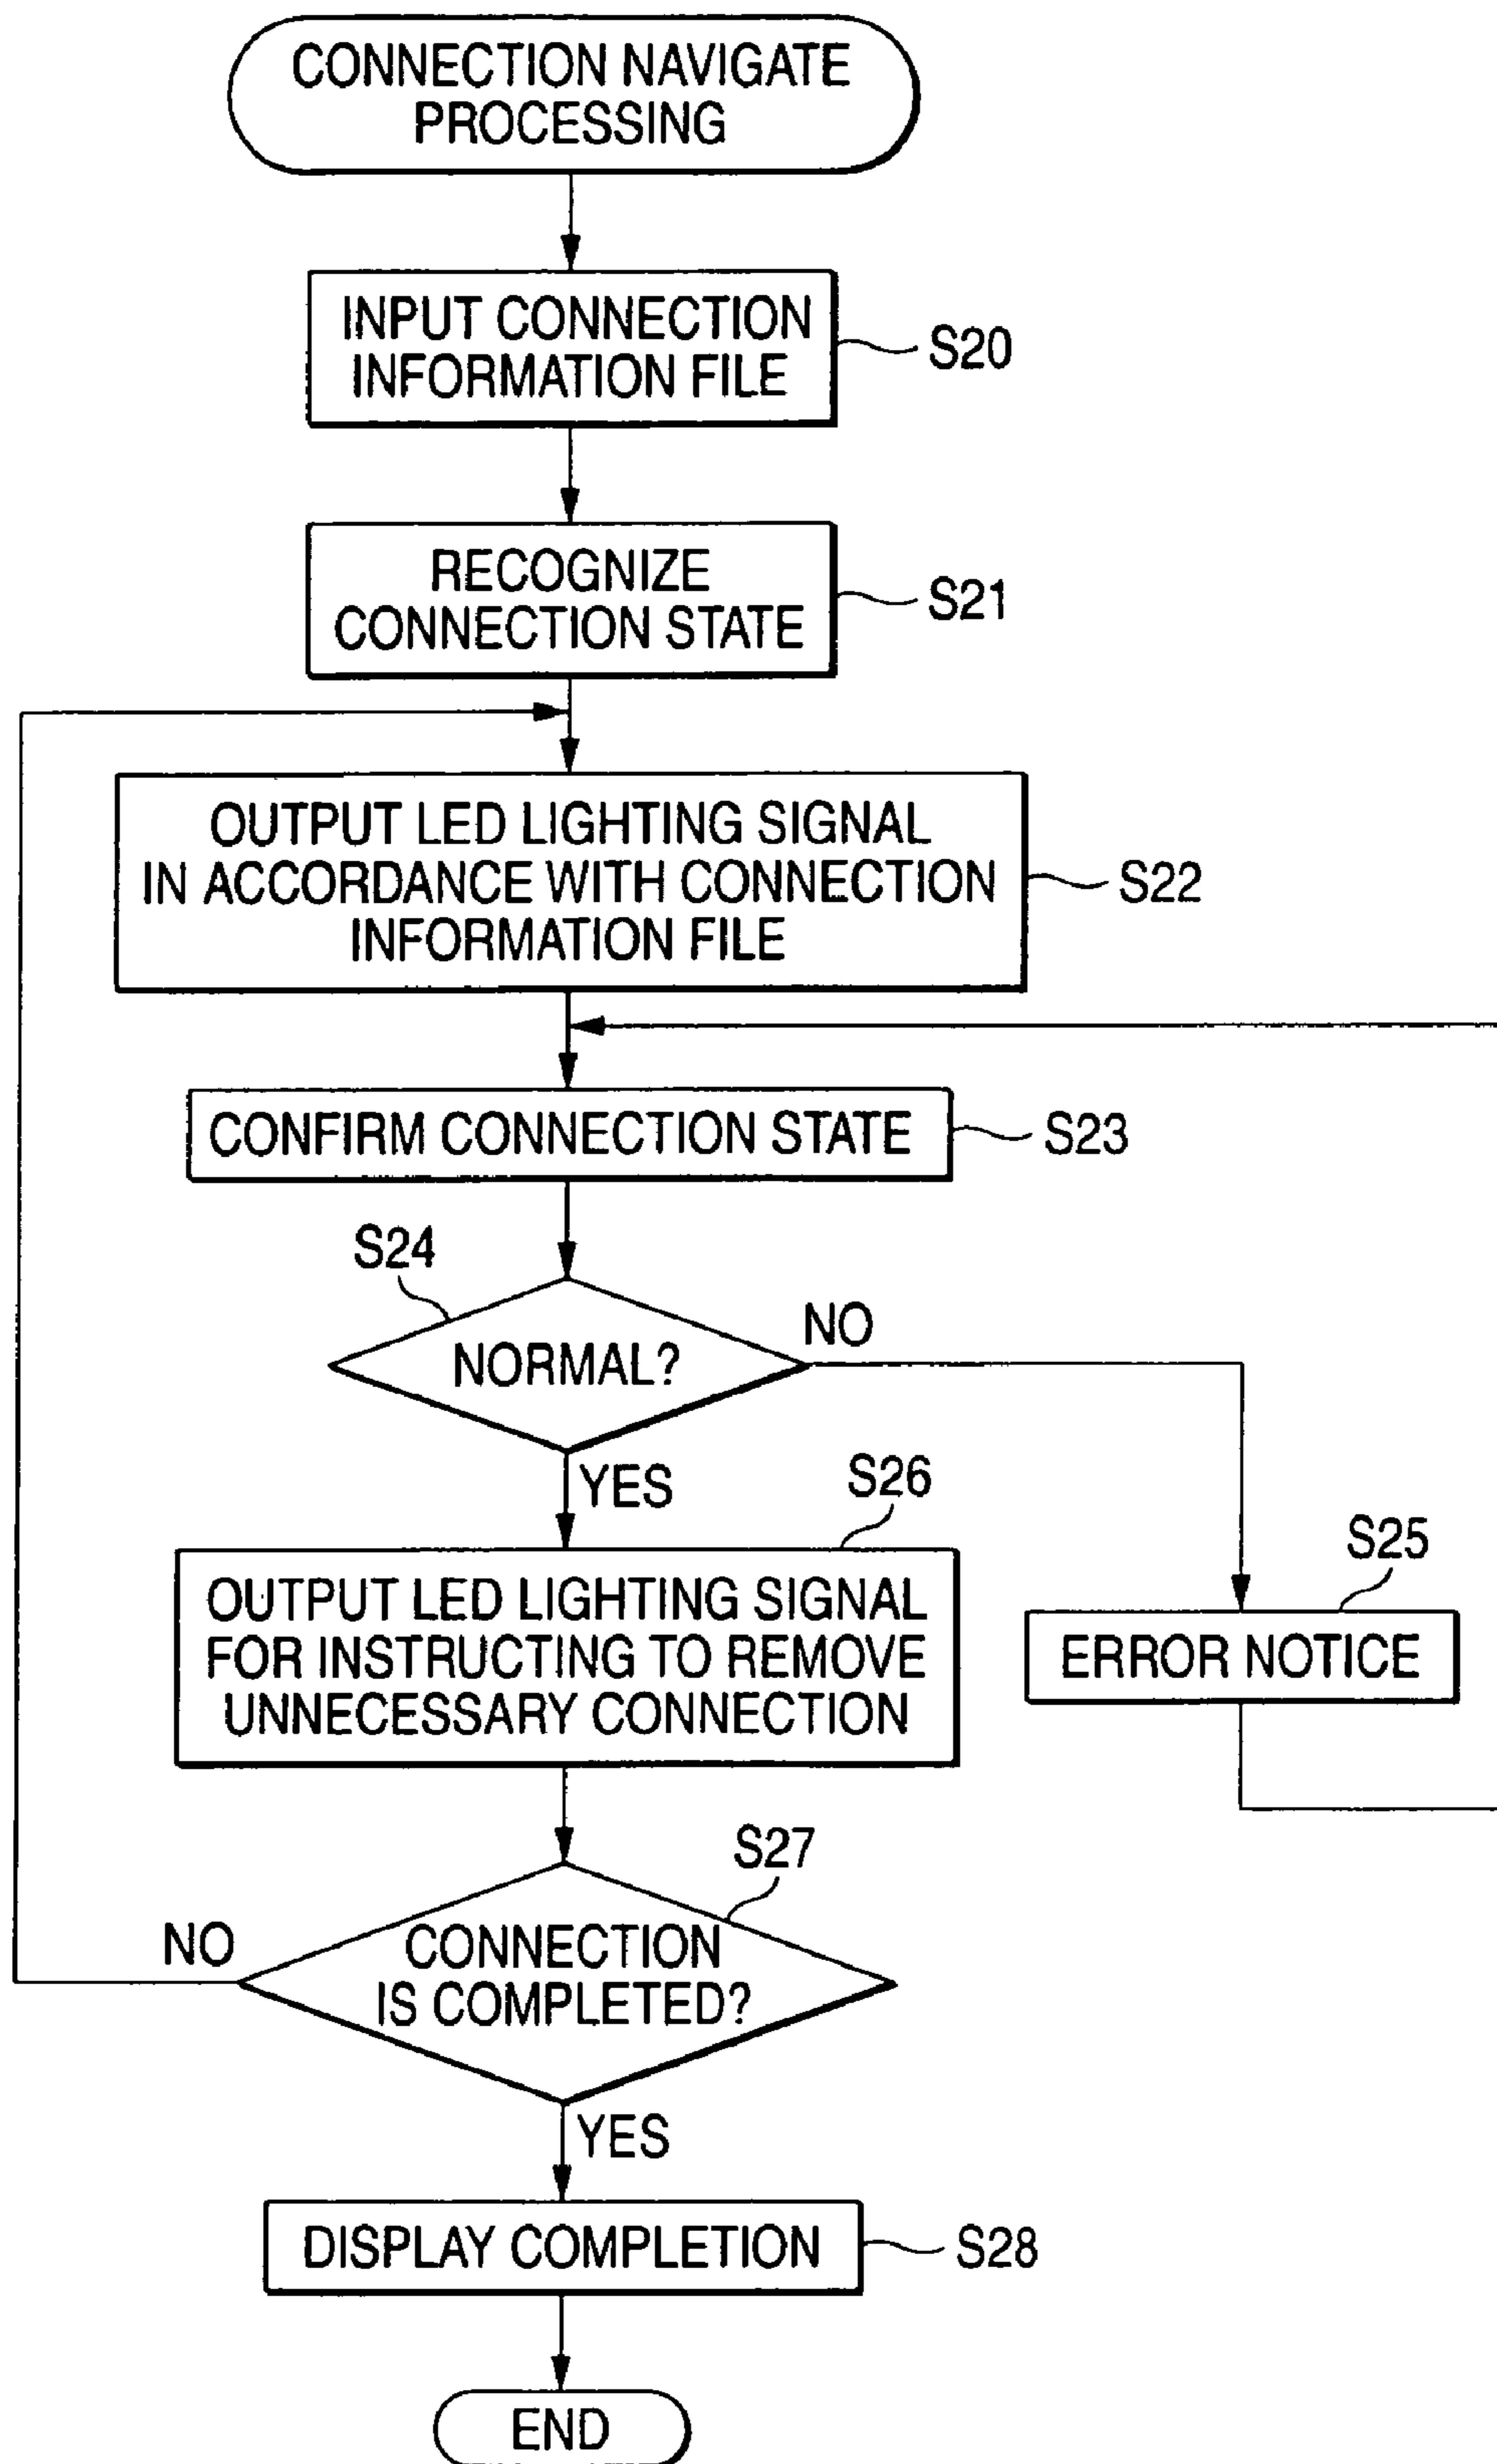 CONNECTION NAVIGATE
PROCESSING
INPUT CONNECTION
INFORMATION FILE
S20
RECOGNIZE
CONNECTION STATE
S21
OUTPUT LED LIGHTING SIGNAL
IN ACCORDANCE WITH CONNECTION
INFORMATION FILE
S22
CONFIRM CONNECTION STATE
S23
S24
NORMAL?
NO
YES
S26
S25
OUTPUT LED LIGHTING SIGNAL
FOR INSTRUCTING TO REMOVE
UNNECESSARY CONNECTION
ERROR NOTICE
S27
NO
CONNECTION
IS COMPLETED?
YES
DISPLAY COMPLETION
S28
END